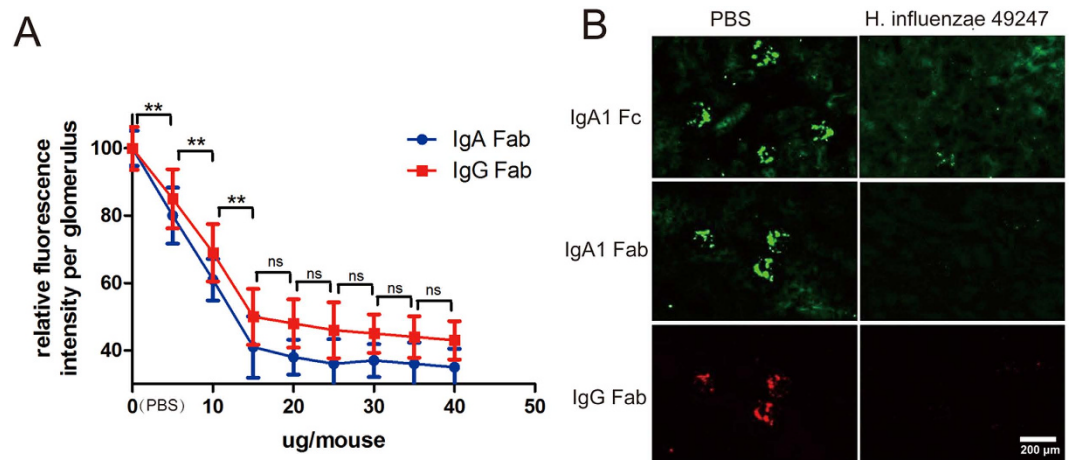 A
relative fluorescence
intensity per glomerulus
100
80
60
40
**
**
**
ns
ns
ns
ns
ns
IgA Fab
IgG Fab
0(PBS)
10
20
30
40
50
ug/mouse
B
PBS
H. influenzae 49247
IgA1 Fc
IgA1 Fab
IgG Fab
200 µm